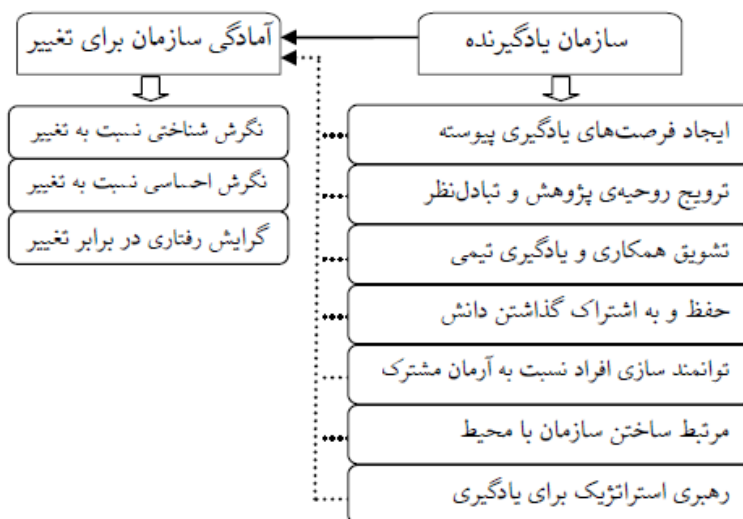 سازمان یادگیرنده
آمادگی سازمان برای تغییر
ایجاد فرصت‌های یادگیری پیوسته
ترویج روحیه‌ی پژوهش و تبادل‌نظر
تشویق همکاری و یادگیری تیمی
حفظ و به اشتراک گذاشتن دانش
توانمند سازی افراد نسبت به آرمان مشترک
مرتبط ساختن سازمان با محیط
رهبری استراتژیک برای یادگیری
نگرش شناختی نسبت به تغییر
نگرش احساسی نسبت به تغییر
گرایش رفتاری در برابر تغییر